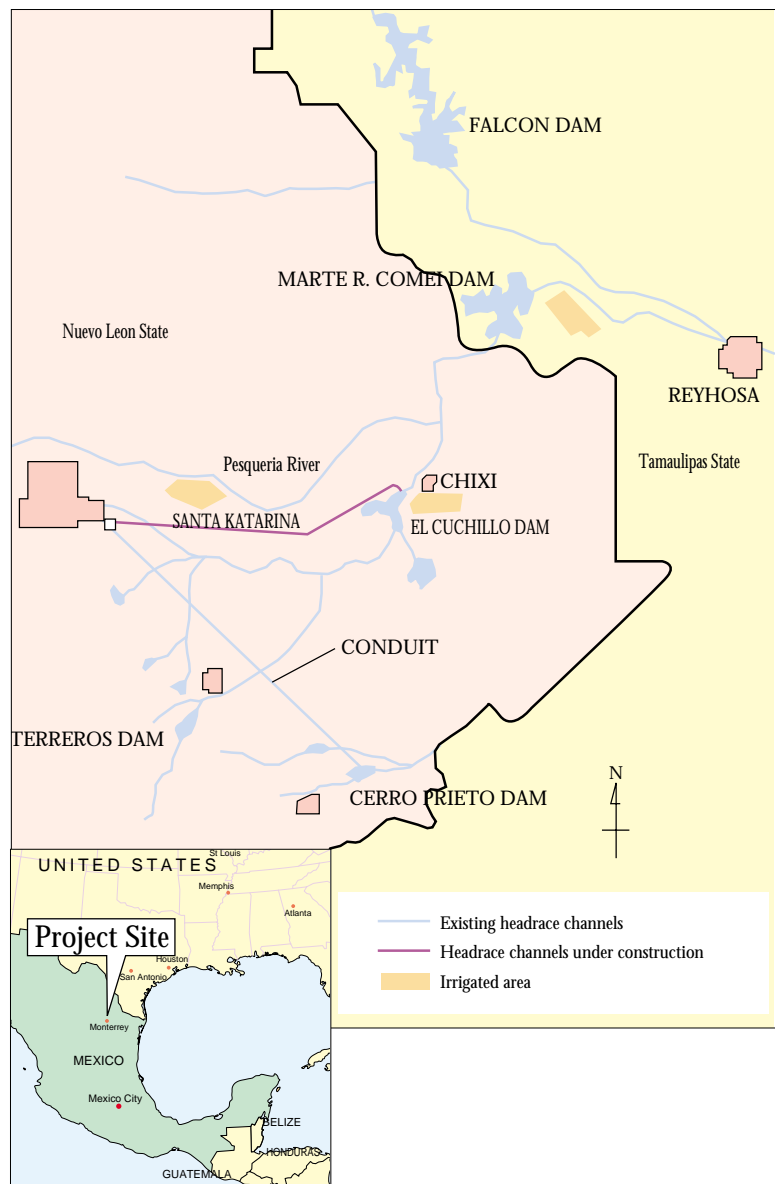 FALCON DAM
MARTE R. COMEI DAM
Nuevo Leon State
REYHOSA
Pesqueria River
Tamaulipas State
CHIXI
SANTA KATARINA
EL CUCHILLO DAM
CONDUIT
TERREROS DAM
CERRO PRIETO DAM
N
UNITED STATES
St Louis
Memphis
Atlanta
Project Site
Houston
San Antonio
Monterrey
MEXICO
Mexico City
BELIZE
HONDURAS
GUATEMALA
Existing headrace channels
Headrace channels under construction
Irrigated area